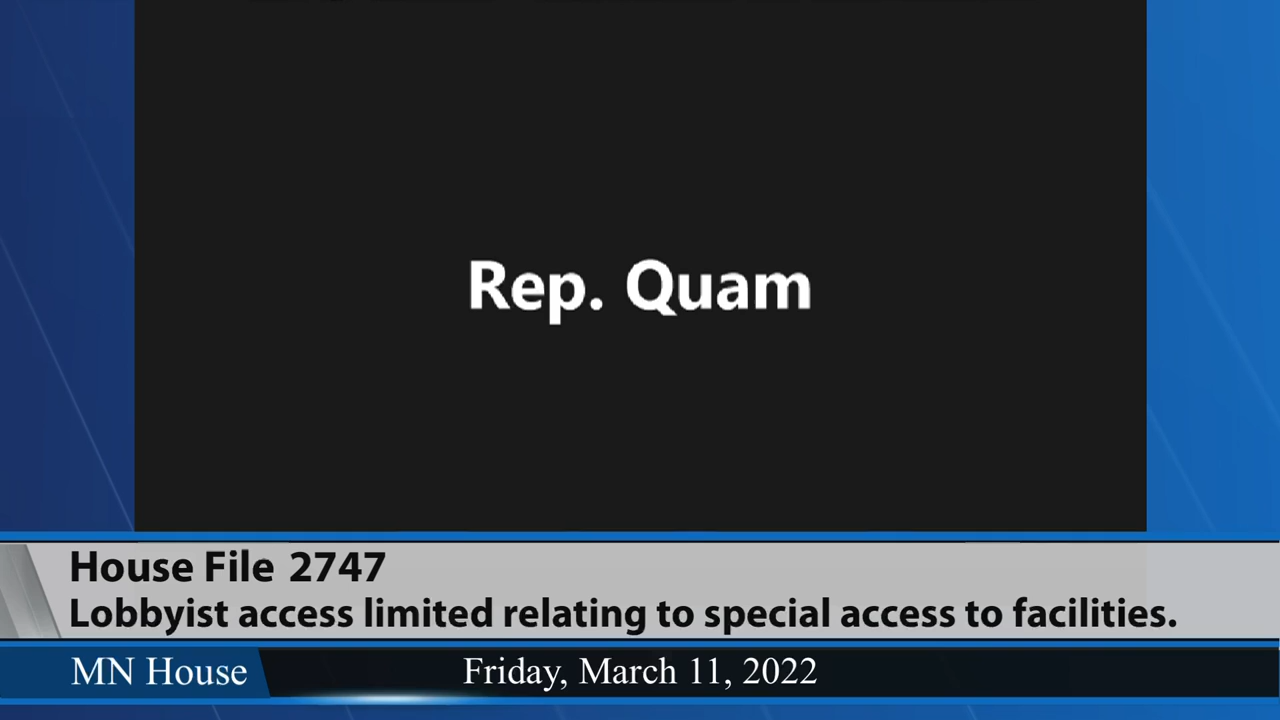 Rep. Quam
House File 2747
Lobbyist access limited relating to special access to facilities.
MN House
Friday, March 11, 2022